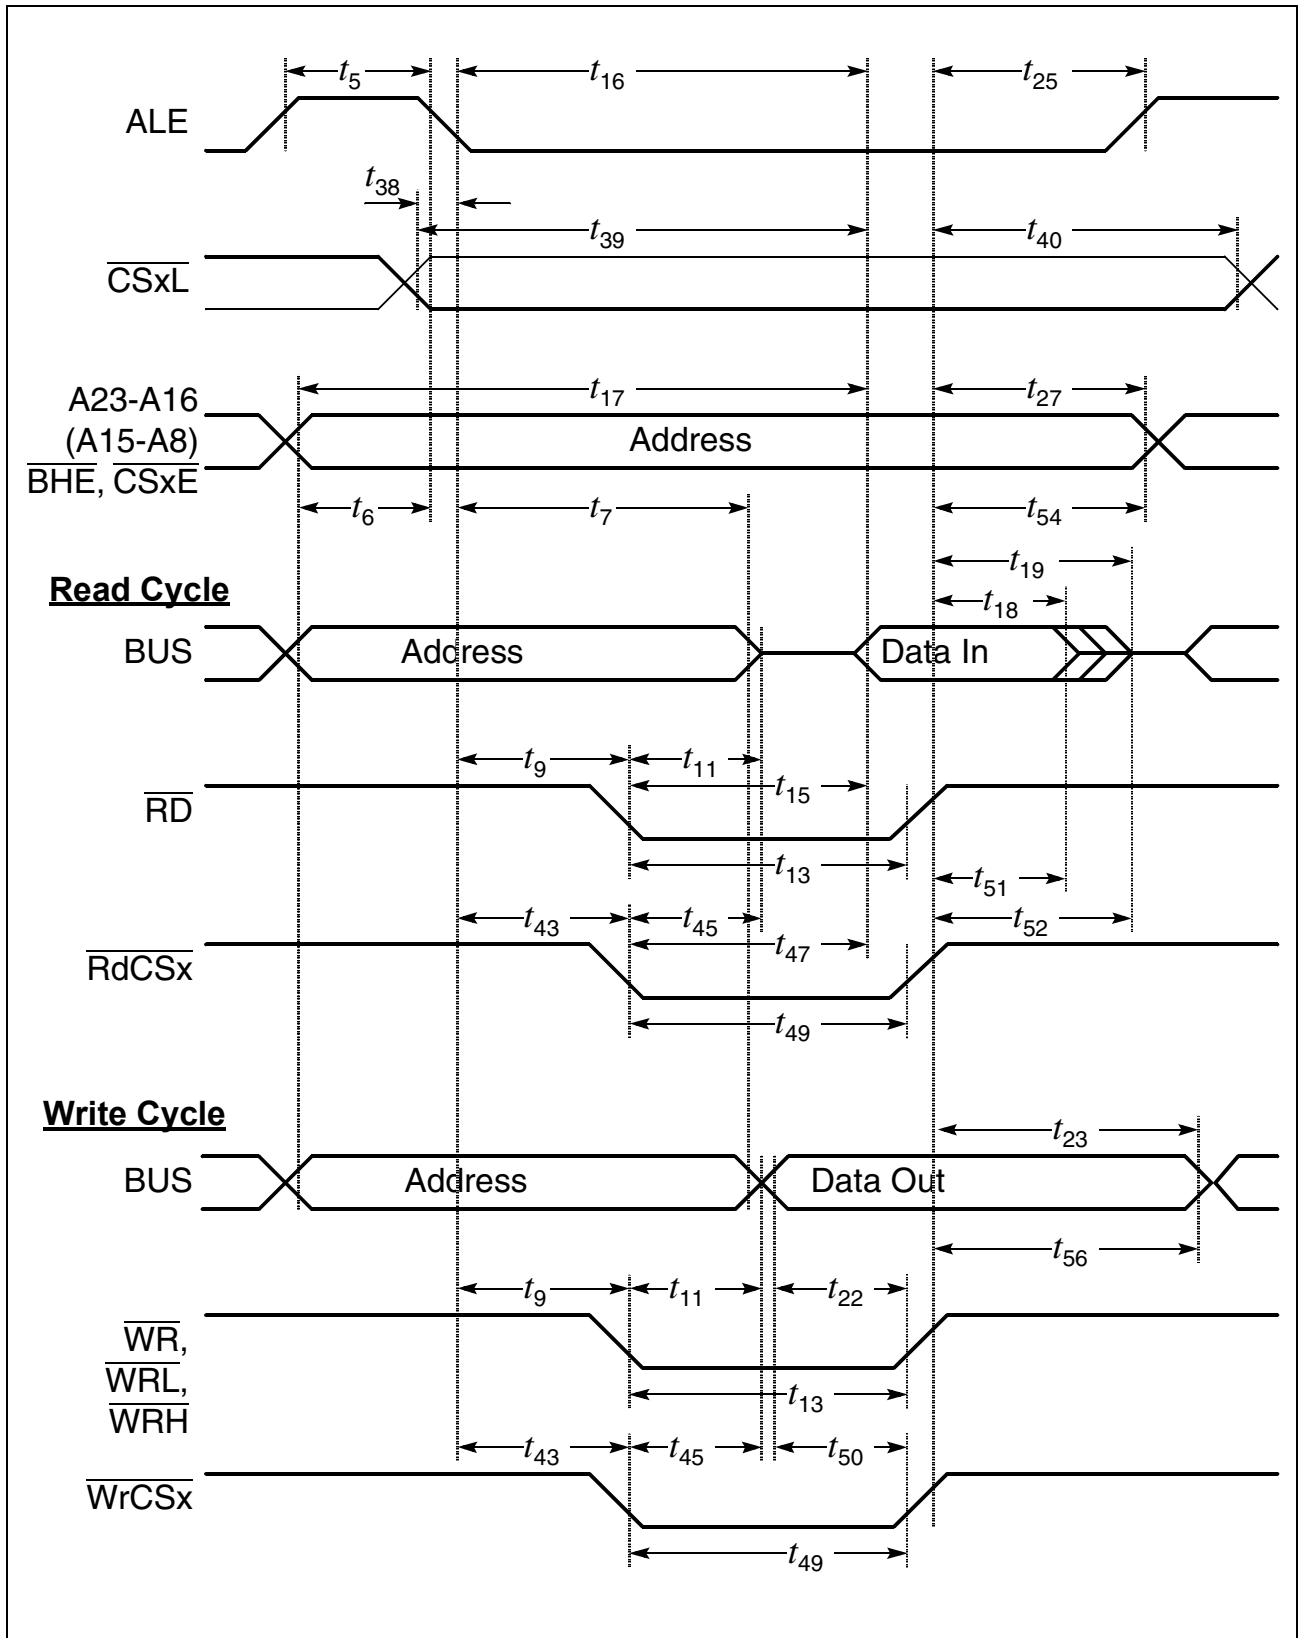 t5 t16 t25
ALE
t38
t39 t40
CSxL
t17 t27
A23-A16
(A15-A8) Address
BHE, CSxE
t6 t7 t54
t19
Read Cycle
t18
BUS Address Data In
t9 t11
t15
RD
t13
t51
t43 t45 t52
t47
RdCSx
t49
Write Cycle
t23
BUS Address Data Out
t56
t9 t11 t22
WR,
WRL,
t13
WRH
t43 t45 t50
WrCSx
t49